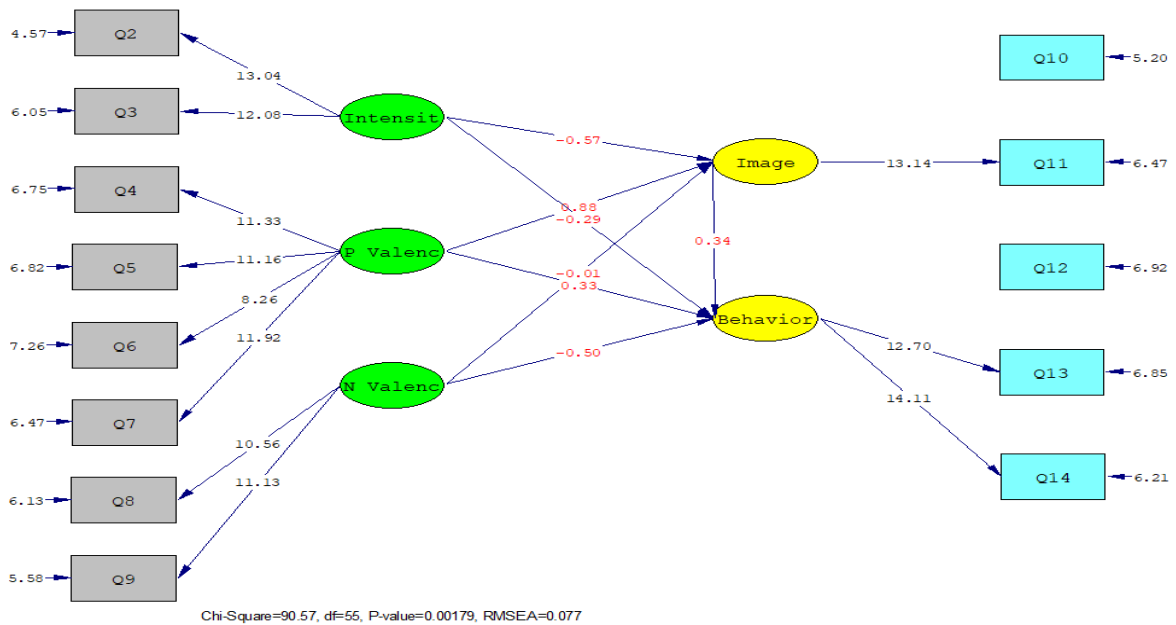 4.57 Q2
Q10 5.20
13.04
6.05 Q3 12.08 Intensit
-0.57
Image 13.14 Q11 6.47
6.75 Q4
11.33
0.88
-0.29
0.34
6.82 Q5 11.16 P Valenc
-0.01
0.33
Q12 6.92
8.26
7.26 Q6 11.92
Behavior 12.70
-0.50
Q13 6.85
N Valenc
14.11
6.47 Q7
10.56
11.13
Q14 6.21
6.13 Q8
5.58 Q9
Chi-Square=90.57, df=55, P-value=0.00179, RMSEA=0.077